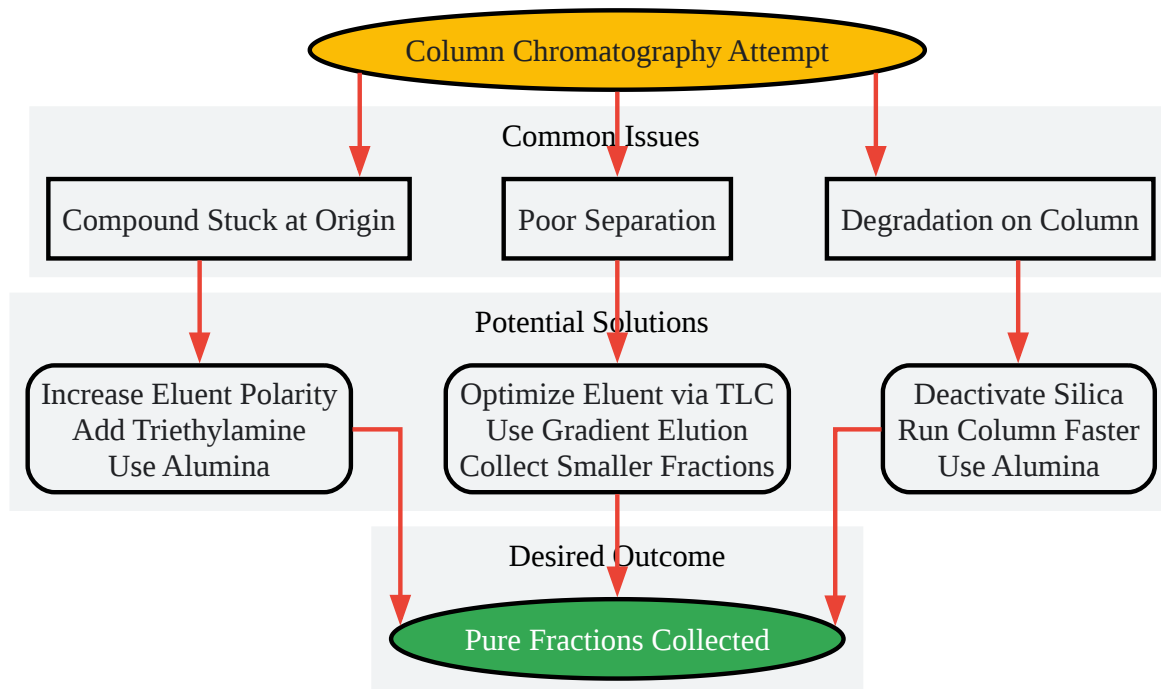 Column Chromatography Attempt
Common Issues
Compound Stuck at Origin
Poor Separation
Degradation on Column
Potential Solutions
Increase Eluent Polarity
Add Triethylamine
Use Alumina
Optimize Eluent via TLC
Use Gradient Elution
Collect Smaller Fractions
Deactivate Silica
Run Column Faster
Use Alumina
Desired Outcome
Pure Fractions Collected